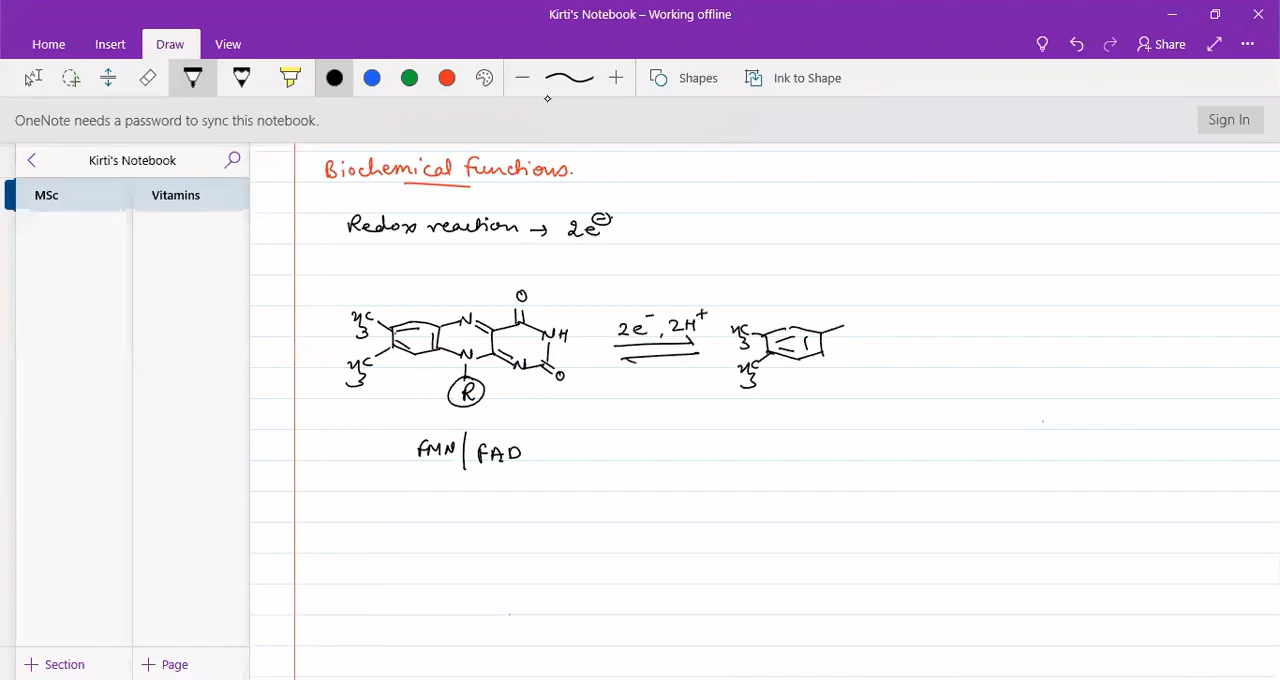 Kirti's Notebook – Working offline
Home Insert Draw View
Share
Shapes Ink to Shape
OneNote needs a password to sync this notebook. Sign In
Kirti's Notebook
MSc Vitamins
Biochemical functions.
Redox reaction → 2e⊖
O
H3C N NH
2e⁻, 2H⁺
H3C
H3C N N O
H3C
R
FMN | FAD
+ Section + Page